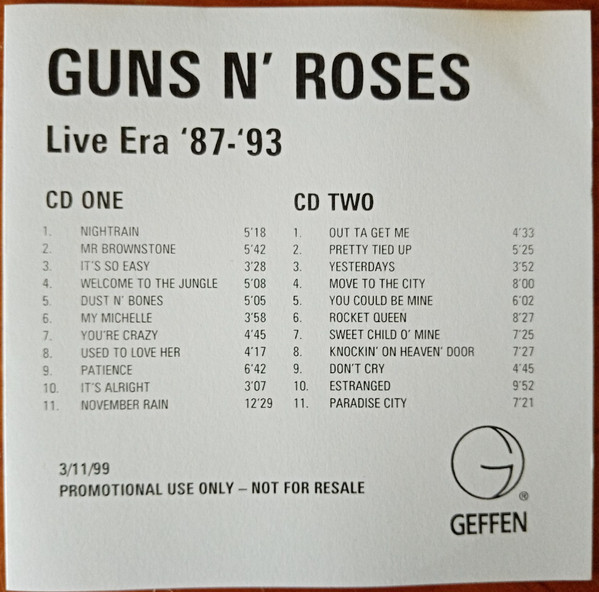 GUNS N' ROSES
Live Era '87-'93
CD ONE
1. NIGHTRAIN 5'18
2. MR BROWNSTONE 5'42
3. IT'S SO EASY 3'28
4. WELCOME TO THE JUNGLE 5'08
5. DUST N' BONES 5'05
6. MY MICHELLE 3'58
7. YOU'RE CRAZY 4'45
8. USED TO LOVE HER 4'17
9. PATIENCE 6'42
10. IT'S ALRIGHT 3'07
11. NOVEMBER RAIN 12'29
CD TWO
1. OUT TA GET ME 4'33
2. PRETTY TIED UP 5'25
3. YESTERDAYS 3'52
4. MOVE TO THE CITY 8'00
5. YOU COULD BE MINE 6'02
6. ROCKET QUEEN 8'27
7. SWEET CHILD O' MINE 7'25
8. KNOCKIN' ON HEAVEN' DOOR 7'27
9. DON'T CRY 4'45
10. ESTRANGED 9'52
11. PARADISE CITY 7'21
3/11/99
PROMOTIONAL USE ONLY – NOT FOR RESALE
®
GEFFEN